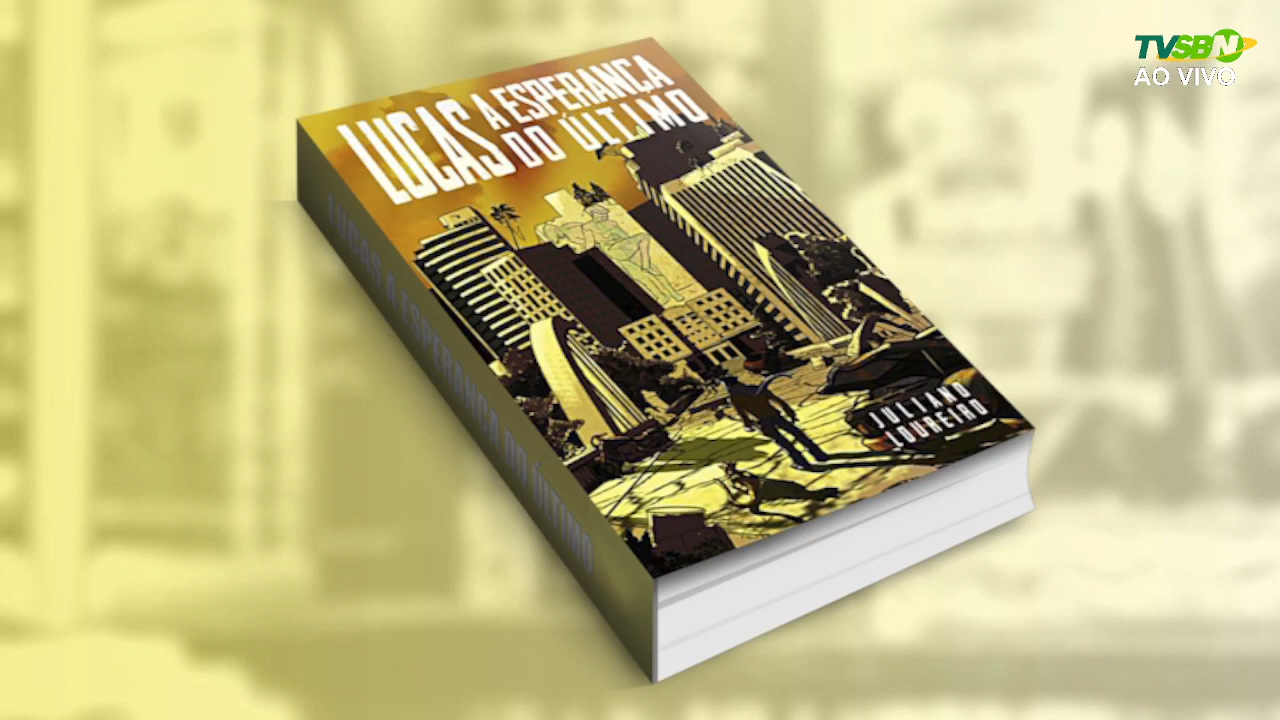 TVSBN
AO VIVO
LUCAS A ESPERANÇA
DO ÚLTIMO
JULIANO
LOUREIRO
LUCAS A ESPERANÇA DO ÚLTIMO